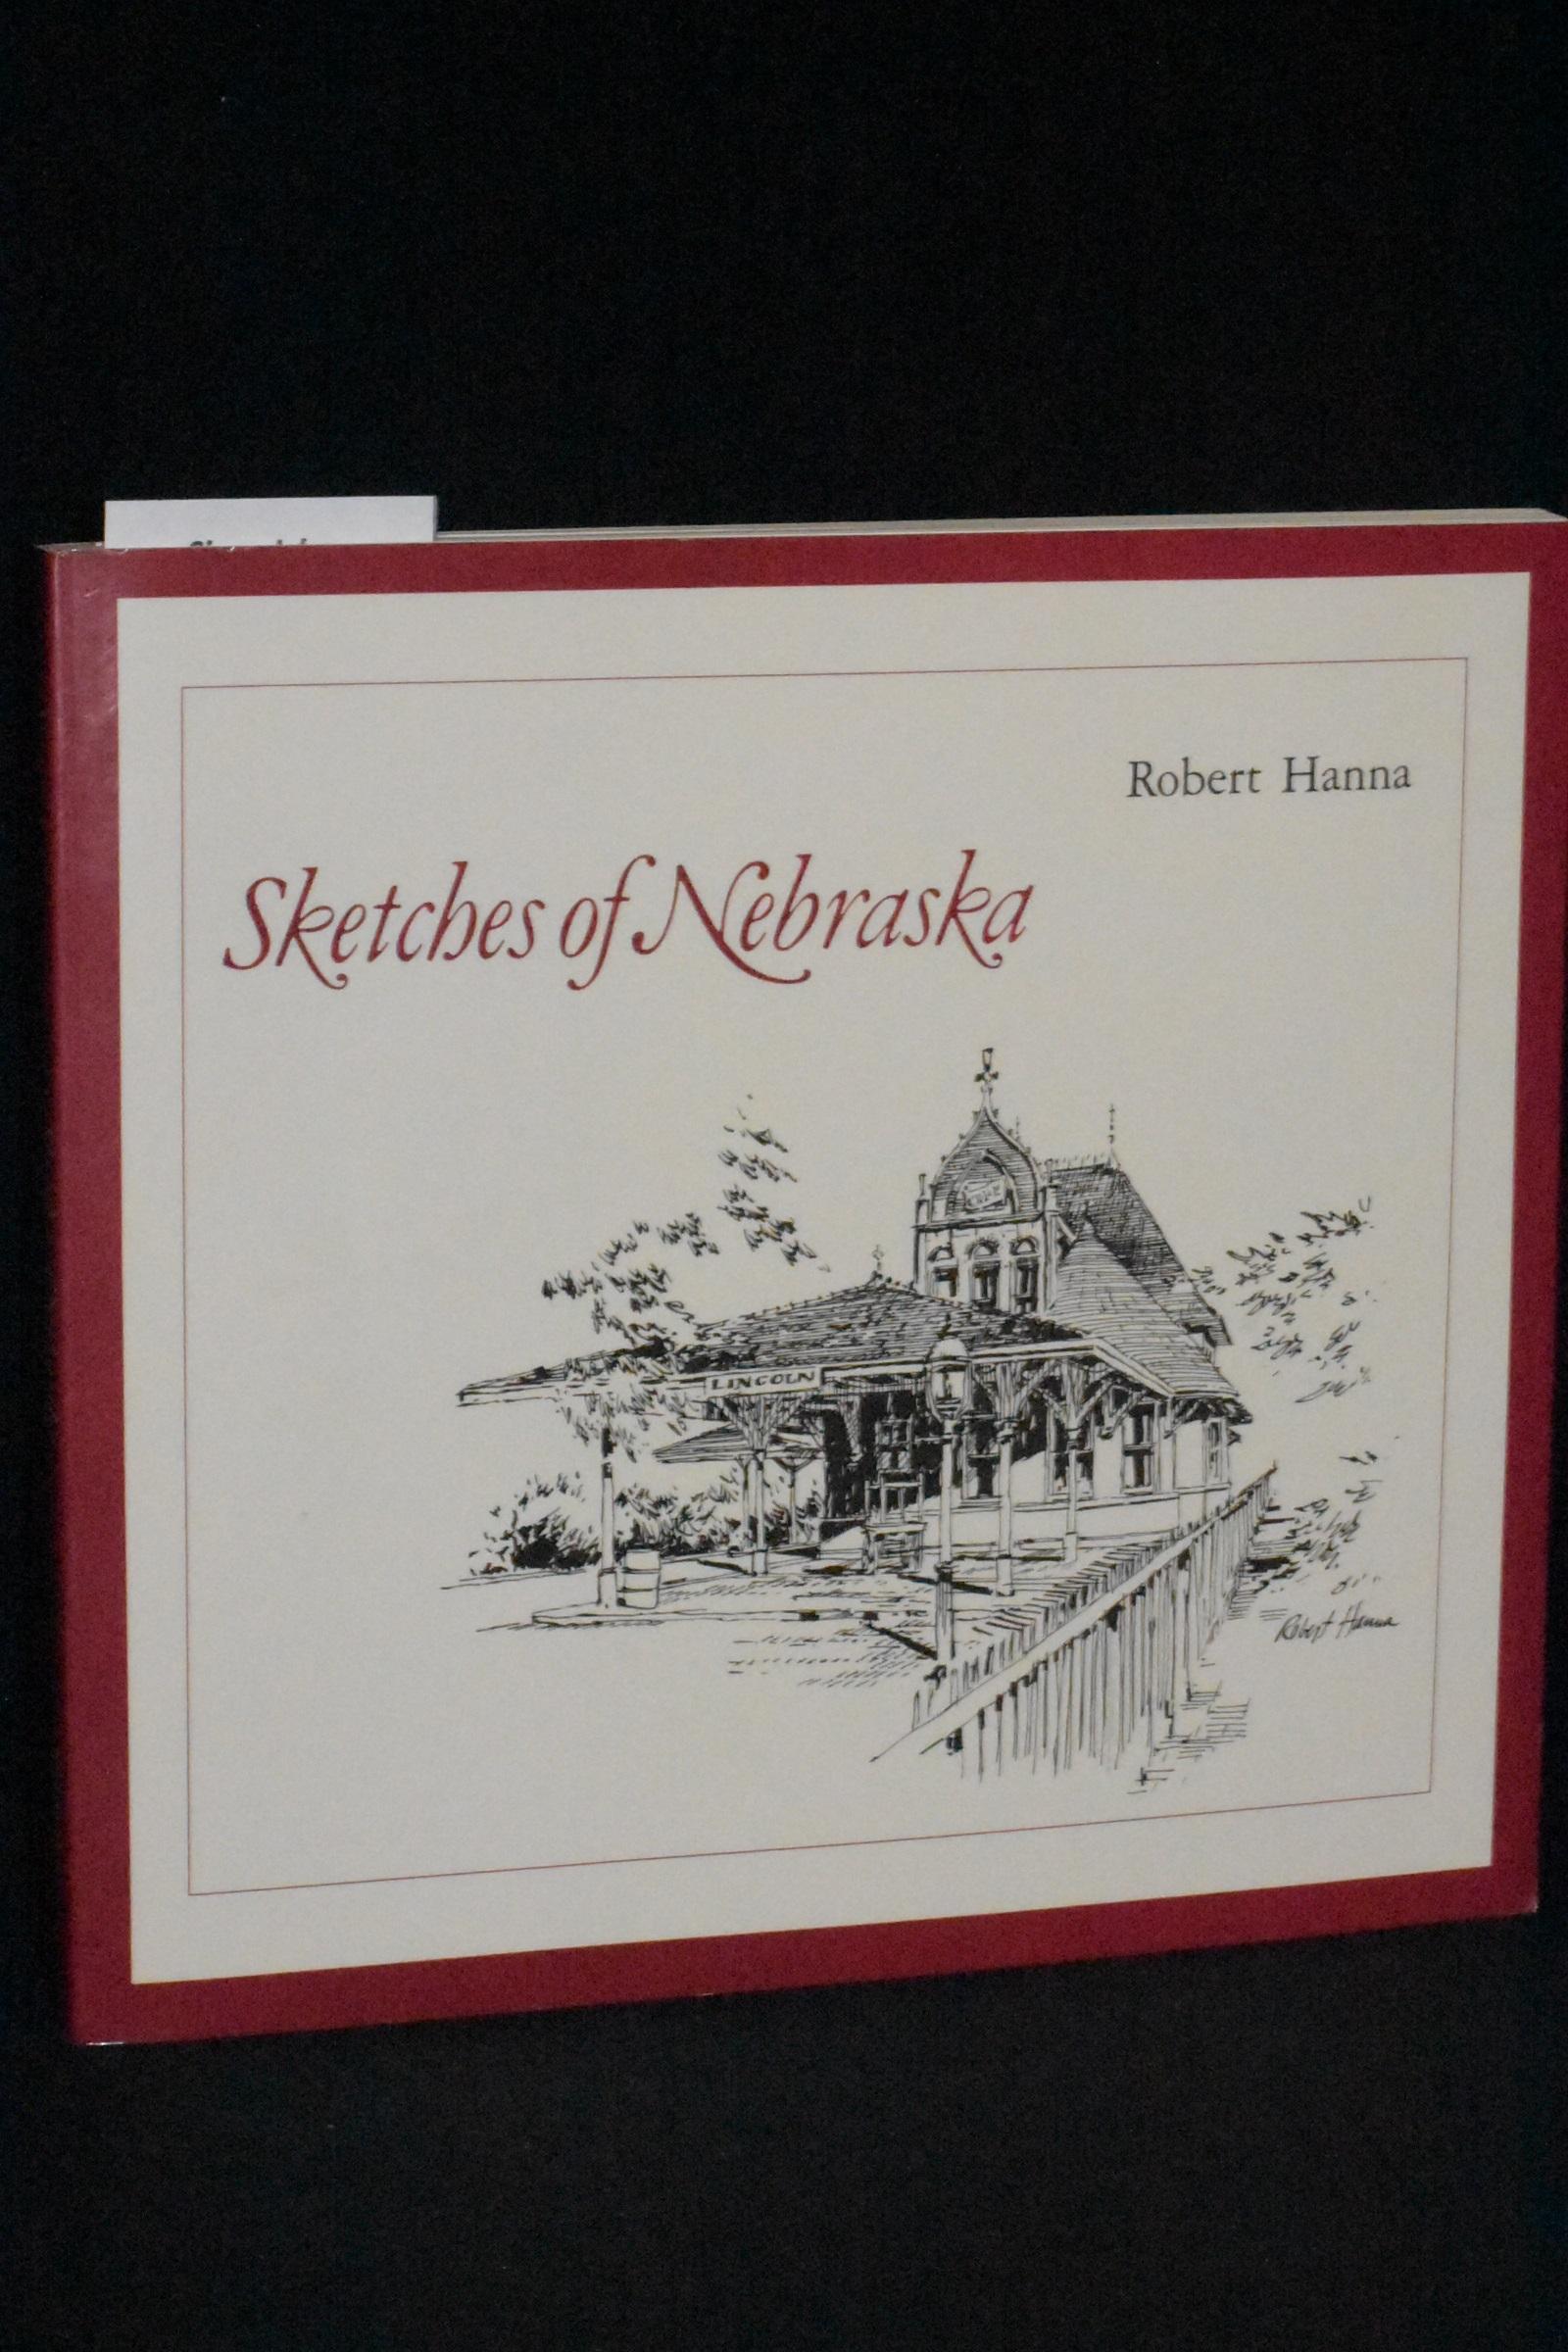 Robert Hanna
Sketches of Nebraska
LINCOLN
Robert Hanna